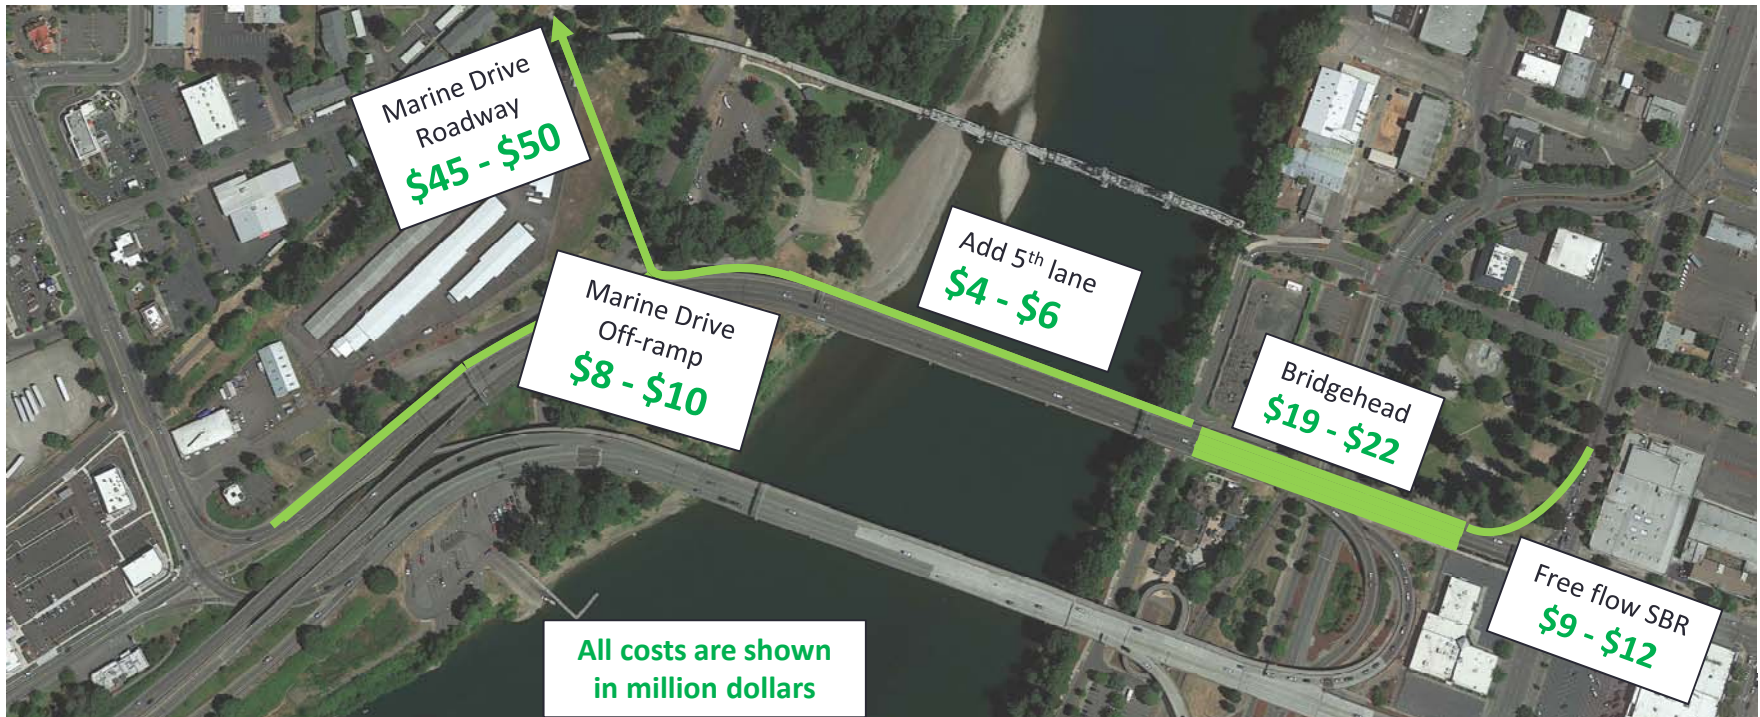 Marine Drive
Roadway
$45 - $50
Marine Drive
Off-ramp
$8 - $10
Add 5th lane
$4 - $6
Bridgehead
$19 - $22
Free flow SBR
$9 - $12
All costs are shown
in million dollars